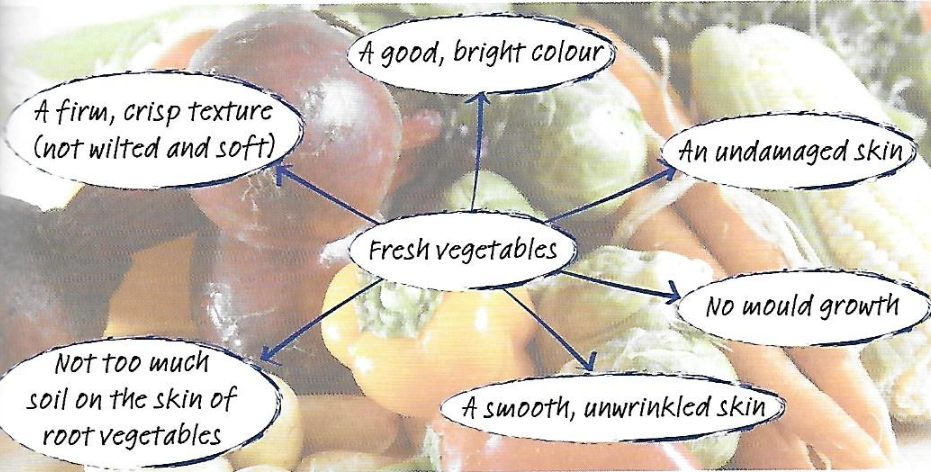 A good, bright colour
A firm, crisp texture
(not wilted and soft)
An undamaged skin
Fresh vegetables
No mould growth
Not too much
soil on the skin of
root vegetables
A smooth, unwrinkled skin